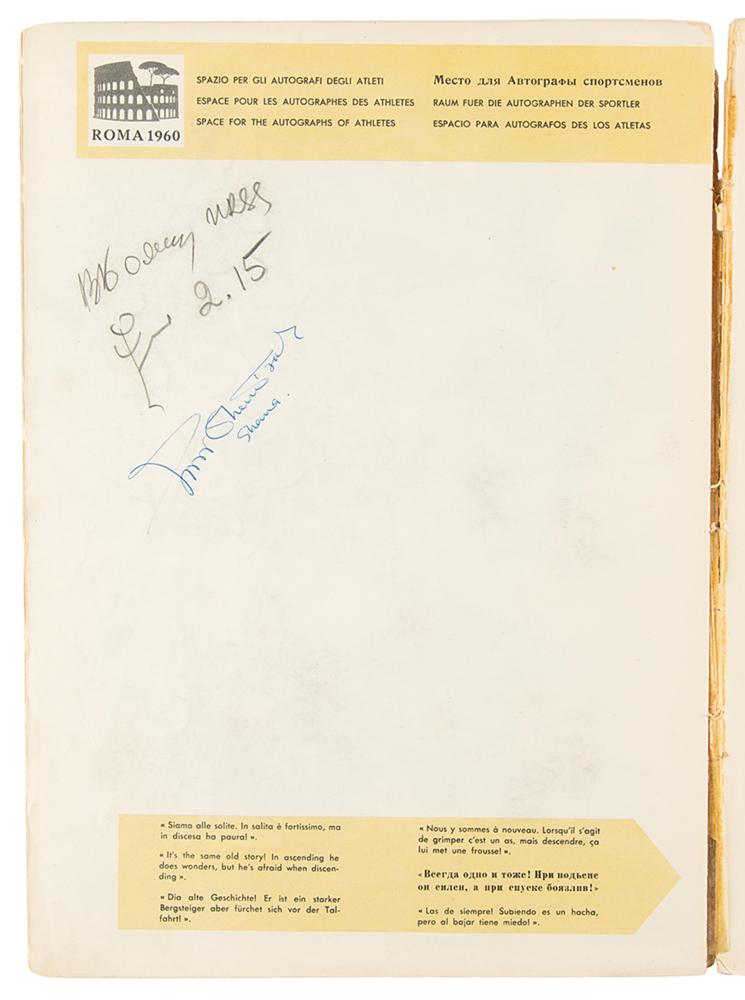 ROMA 1960
SPAZIO PER GLI AUTOGRAFI DEGLI ATLETI
ESPACE POUR LES AUTOGRAPHES DES ATHLETES
SPACE FOR THE AUTOGRAPHS OF ATHLETES
Место для Автографы спортсменов
RAUM FUER DIE AUTOGRAPHEN DER SPORTLER
ESPACIO PARA AUTOGRAFOS DES LOS ATLETAS
URSS
2.15
Ghana.
« Siamo alle solite. In salita è fortissimo, ma
in discesa ha paura! ».
« It's the same old story! In ascending he
does wonders, but he's afraid when discen-
ding ».
« Dia alte Geschichte! Er ist ein starker
Bergsteiger aber fürchet sich vor der Tal-
fahrt! ».
« Nous y sommes à nouveau. Lorsqu'il s'agit
de grimper c'est un as, mais descendre, ça
lui met une frousse! ».
«Всегда одно и тоже! При подьеие
он силен, а при спуске боязлив!»
« Las de siempre! Subiendo es un hacha,
pero al bajar tiene miedo! ».